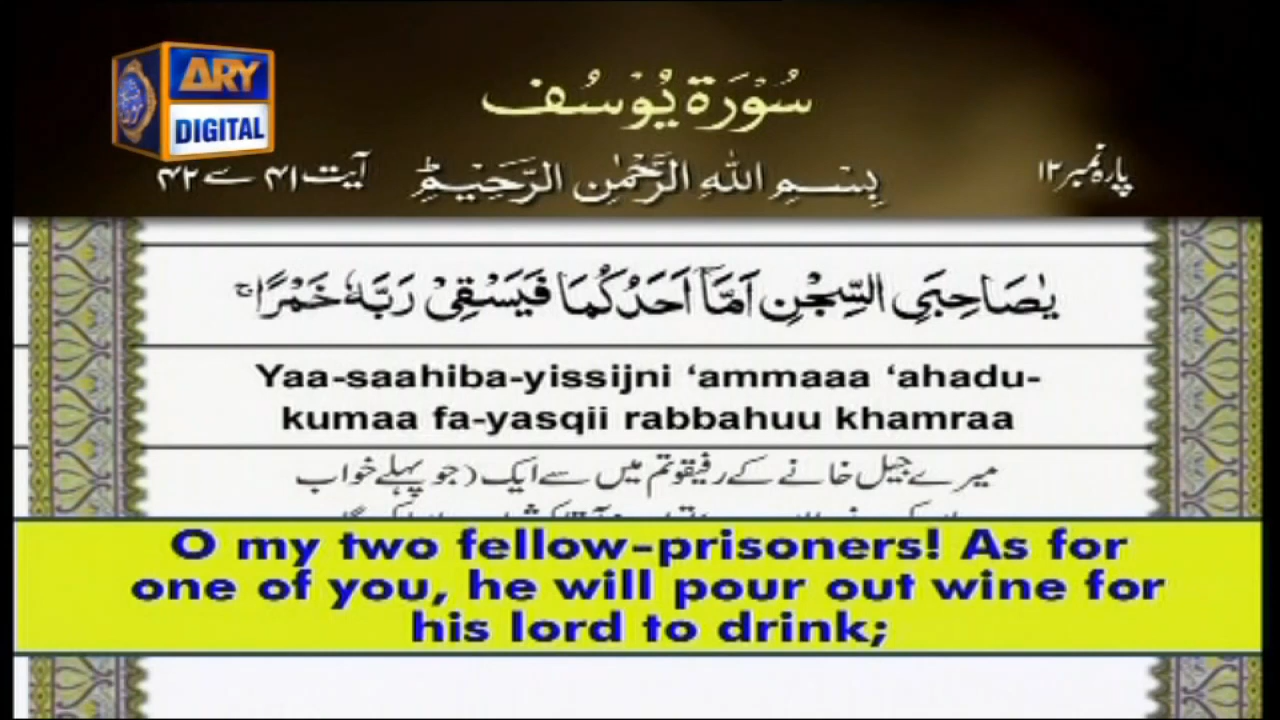 ARY
DIGITAL
سُوْرَۃ یُوْسُف
پارہ نمبر ۱۲
بِسْمِ اللّٰهِ الرَّحْمٰنِ الرَّحِیْمِ
آیت ۴۱ سے ۴۲
یٰصَاحِبَیِ السِّجْنِ اَمَّاۤ اَحَدُكُمَا فَیَسْقِیْ رَبَّهٗ خَمْرًاۚ
Yaa-saahiba-yissijni ‘ammaaa ‘ahadu-
kumaa fa-yasqii rabbahuu khamraa
میرے جیل خانے کے رفیقو تم میں سے ایک (جو پہلے خواب
O my two fellow-prisoners! As for
one of you, he will pour out wine for
his lord to drink;